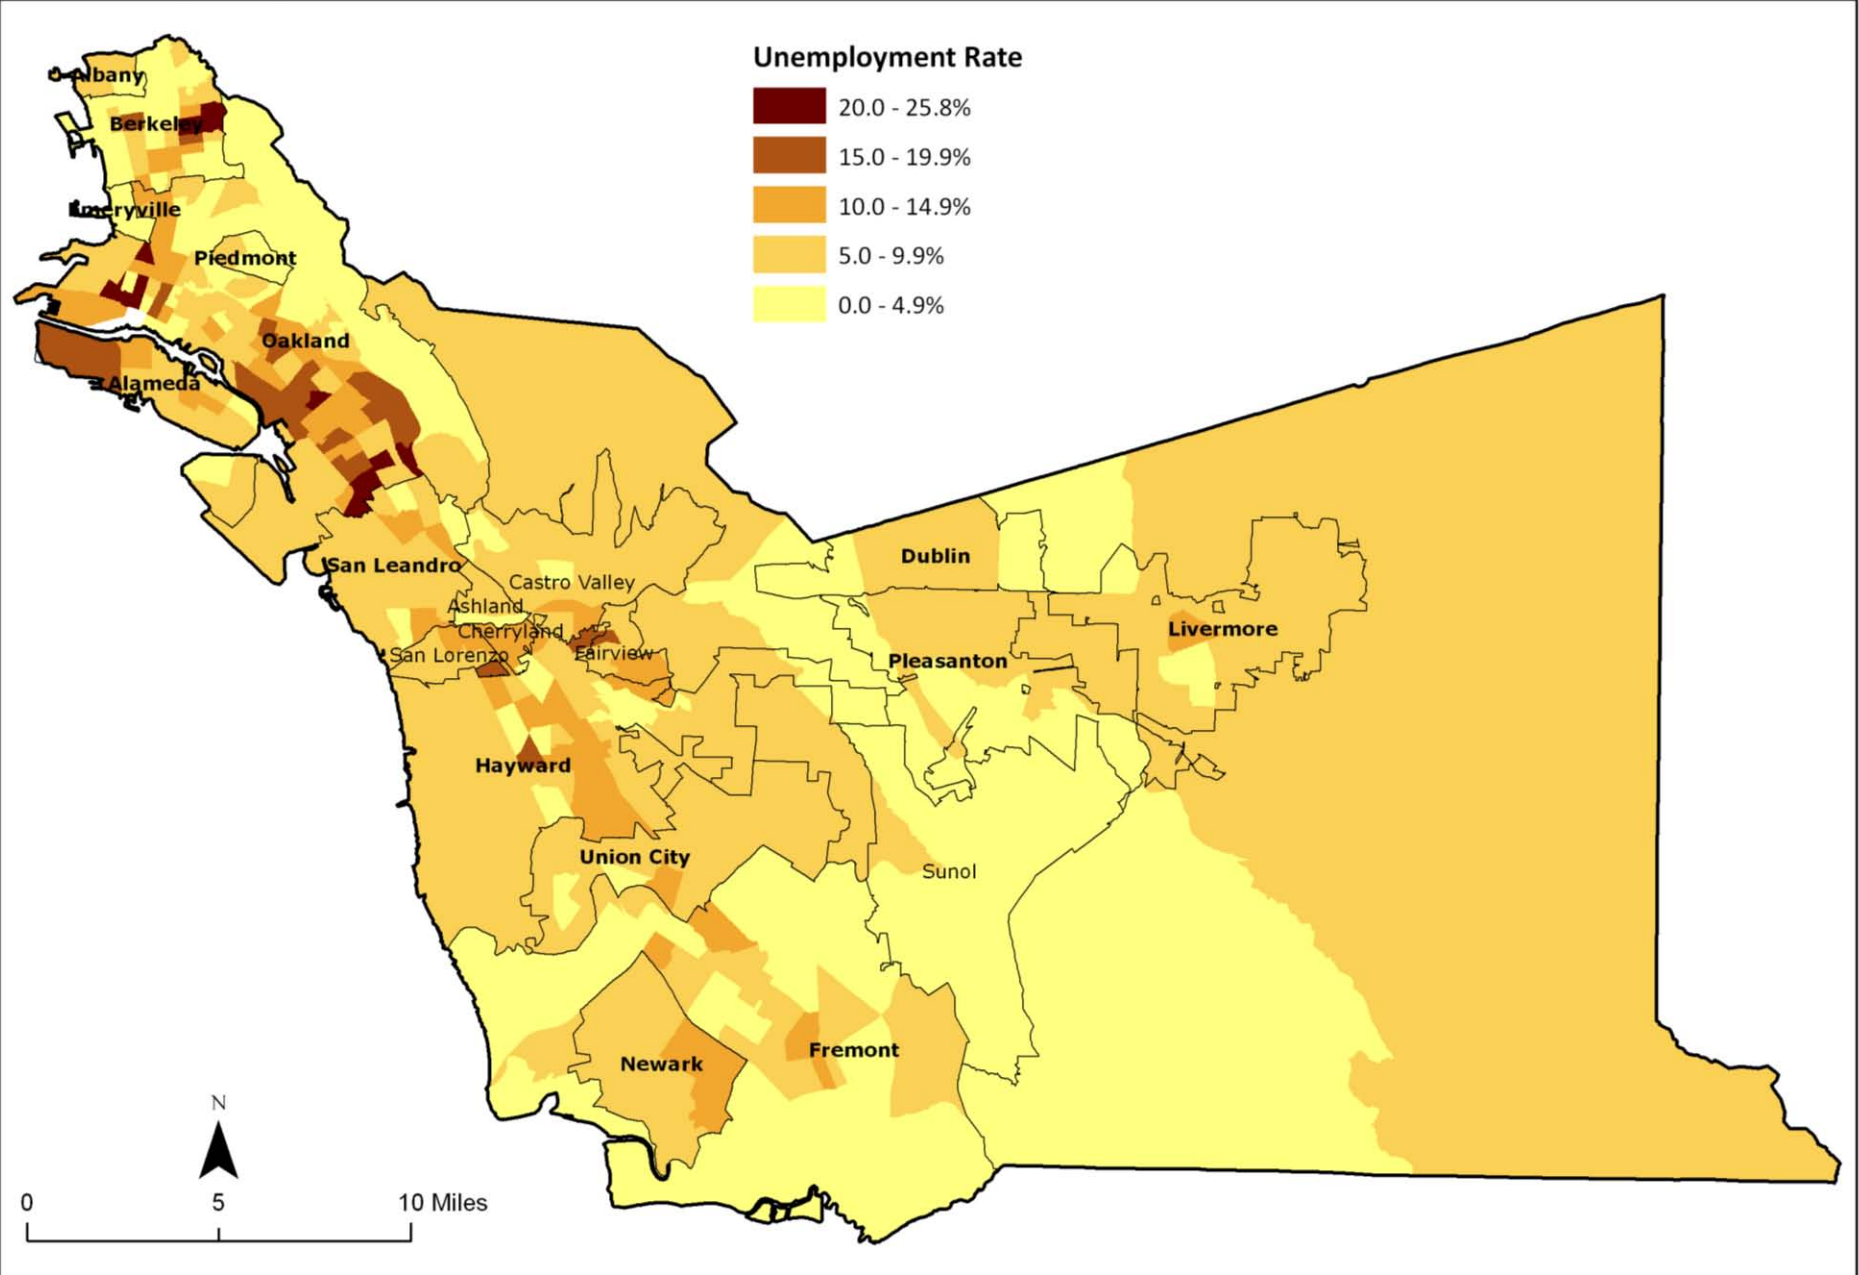 Unemployment Rate
20.0 - 25.8%
15.0 - 19.9%
10.0 - 14.9%
5.0 - 9.9%
0.0 - 4.9%
Albany
Berkeley
Emeryville
Piedmont
Oakland
Alameda
San Leandro
Castro Valley
Ashland
Cherryland
San Lorenzo
Fairview
Dublin
Livermore
Pleasanton
Hayward
Union City
Sunol
Newark
Fremont
N
0 5 10 Miles